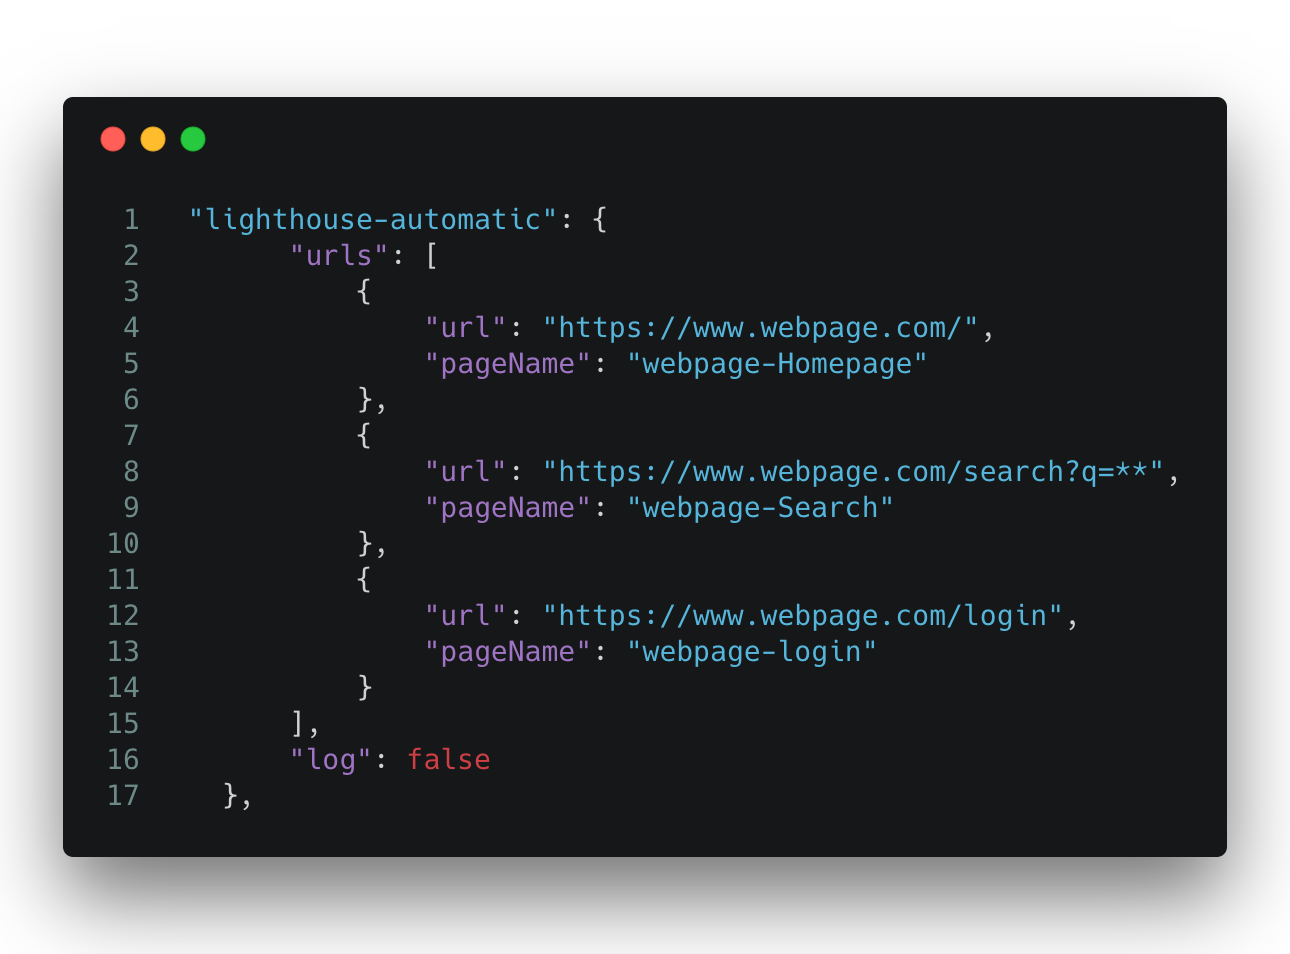 1 "lighthouse-automatic": {
2 "urls": [
3 {
4 "url": "https://www.webpage.com/",
5 "pageName": "webpage-Homepage"
6 },
7 {
8 "url": "https://www.webpage.com/search?q=**",
9 "pageName": "webpage-Search"
10 },
11 {
12 "url": "https://www.webpage.com/login",
13 "pageName": "webpage-login"
14 }
15 ],
16 "log": false
17 },